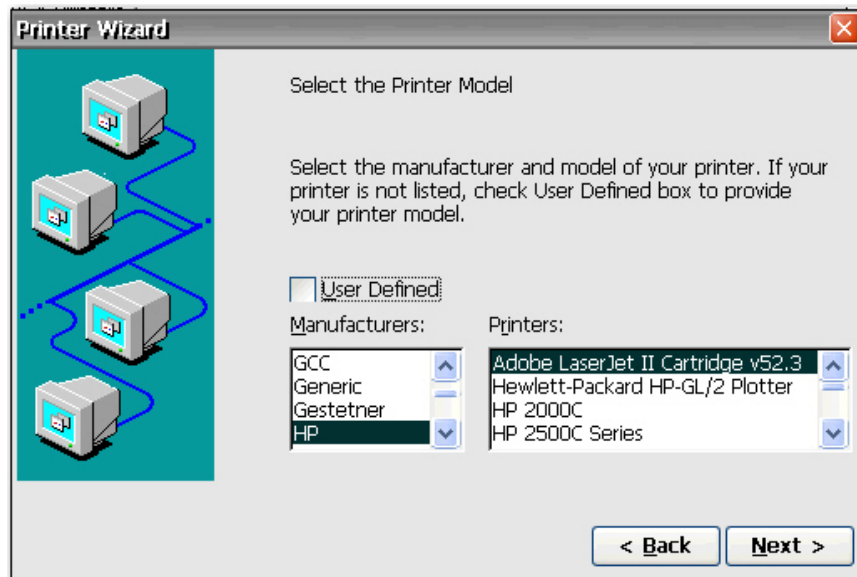 Printer Wizard
Select the Printer Model
Select the manufacturer and model of your printer. If your
printer is not listed, check User Defined box to provide
your printer model.
User Defined
Manufacturers:
GCC
Generic
Gestetner
HP
Printers:
Adobe LaserJet II Cartridge v52.3
Hewlett-Packard HP-GL/2 Plotter
HP 2000C
HP 2500C Series
< Back
Next >